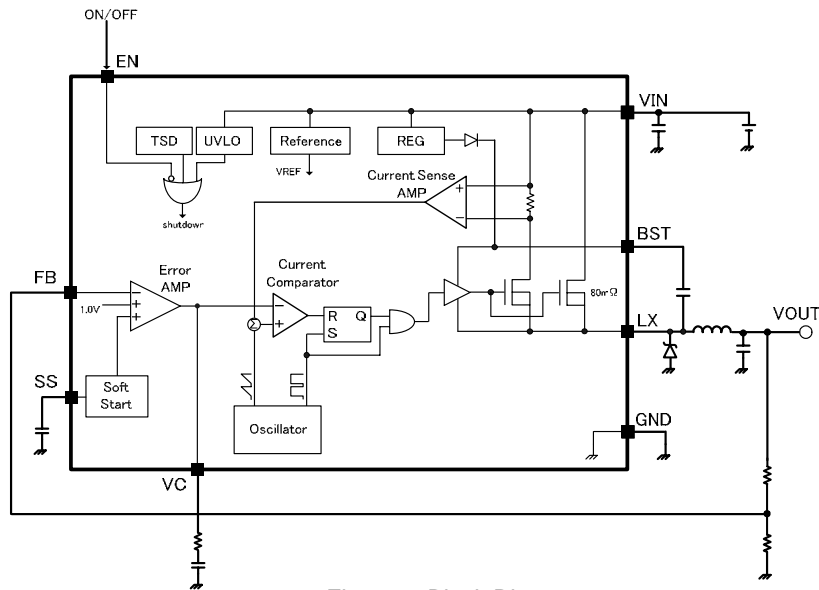 ON/OFF
EN
VIN
TSD
UVLO
Reference
REG
VREF
shutdown
Current Sense
AMP
+
−
BST
FB
Error
AMP
Current
Comparator
−
1.0V
+
+
−
+
Σ
R
Q
S
80mΩ
LX
VOUT
SS
Soft
Start
Oscillator
GND
VC